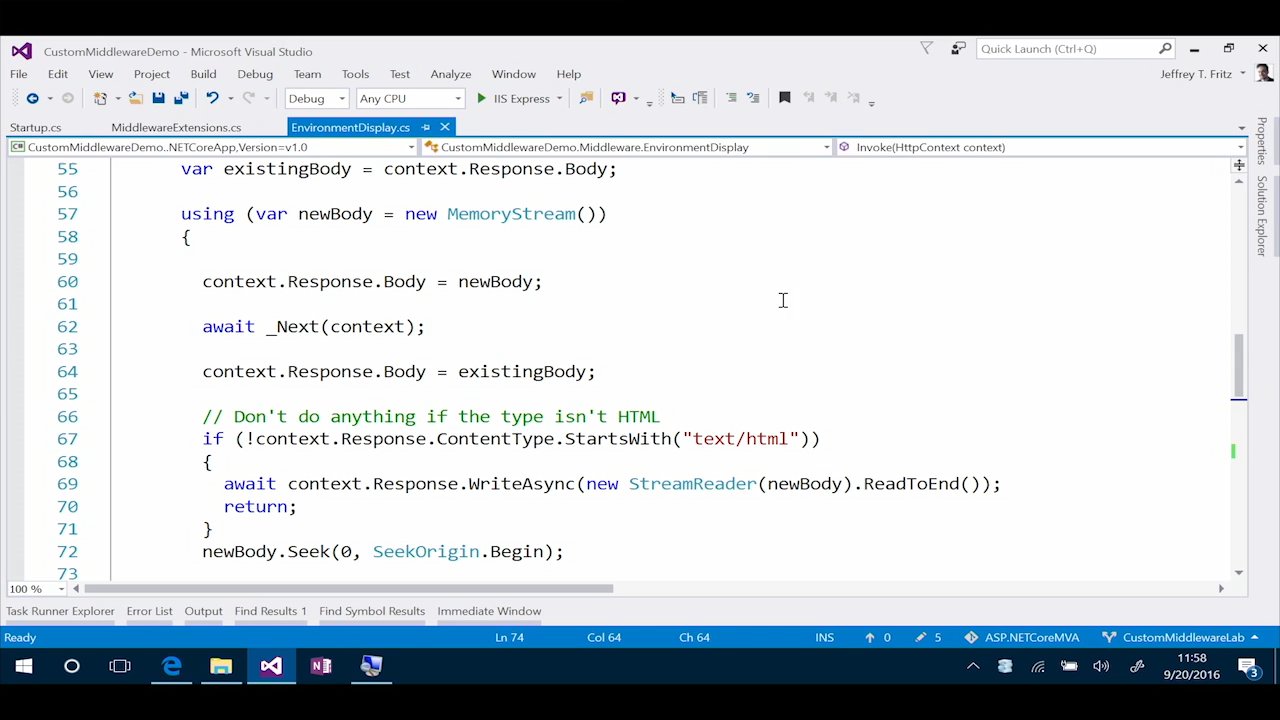 CustomMiddlewareDemo - Microsoft Visual Studio
Quick Launch (Ctrl+Q)
File Edit View Project Build Debug Team Tools Test Analyze Window Help
Jeffrey T. Fritz
Debug Any CPU IIS Express
Startup.cs MiddlewareExtensions.cs EnvironmentDisplay.cs
CustomMiddlewareDemo..NETCoreApp,Version=v1.0 CustomMiddlewareDemo.Middleware.EnvironmentDisplay Invoke(HttpContext context)
55 var existingBody = context.Response.Body;
56
57 using (var newBody = new MemoryStream())
58 {
59
60 context.Response.Body = newBody;
61
62 await _Next(context);
63
64 context.Response.Body = existingBody;
65
66 // Don't do anything if the type isn't HTML
67 if (!context.Response.ContentType.StartsWith("text/html"))
68 {
69 await context.Response.WriteAsync(new StreamReader(newBody).ReadToEnd());
70 return;
71 }
72 newBody.Seek(0, SeekOrigin.Begin);
73
Properties
Solution Explorer
100 %
Task Runner Explorer Error List Output Find Results 1 Find Symbol Results Immediate Window
Ready Ln 74 Col 64 Ch 64 INS 0 5 ASP.NETCoreMVA CustomMiddlewareLab
11:58
9/20/2016
3